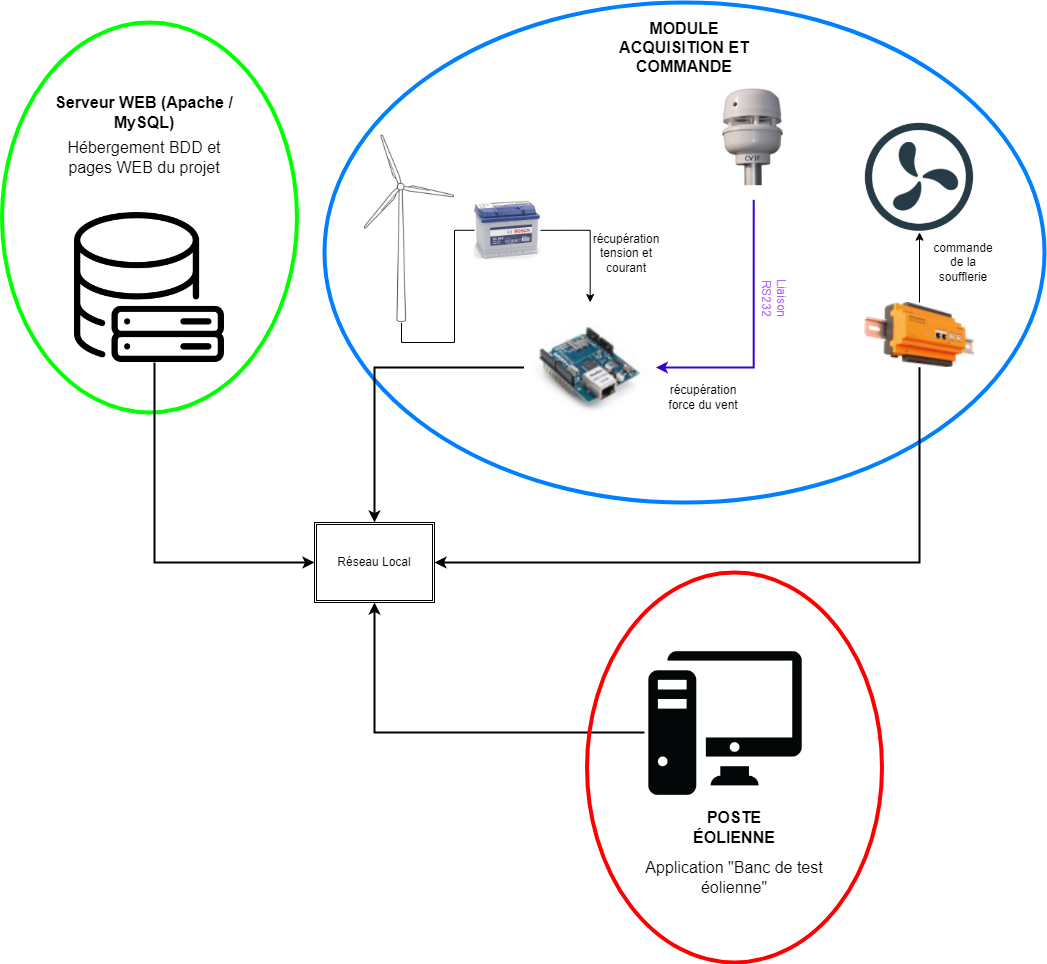 MODULE
ACQUISITION ET
COMMANDE
Serveur WEB (Apache /
MySQL)
Hébergement BDD et
pages WEB du projet
CV3F
BOSCH
récupération
tension et
courant
commande
de la
soufflerie
Liaison
RS232
récupération
force du vent
Réseau Local
POSTE
ÉOLIENNE
Application "Banc de test
éolienne"